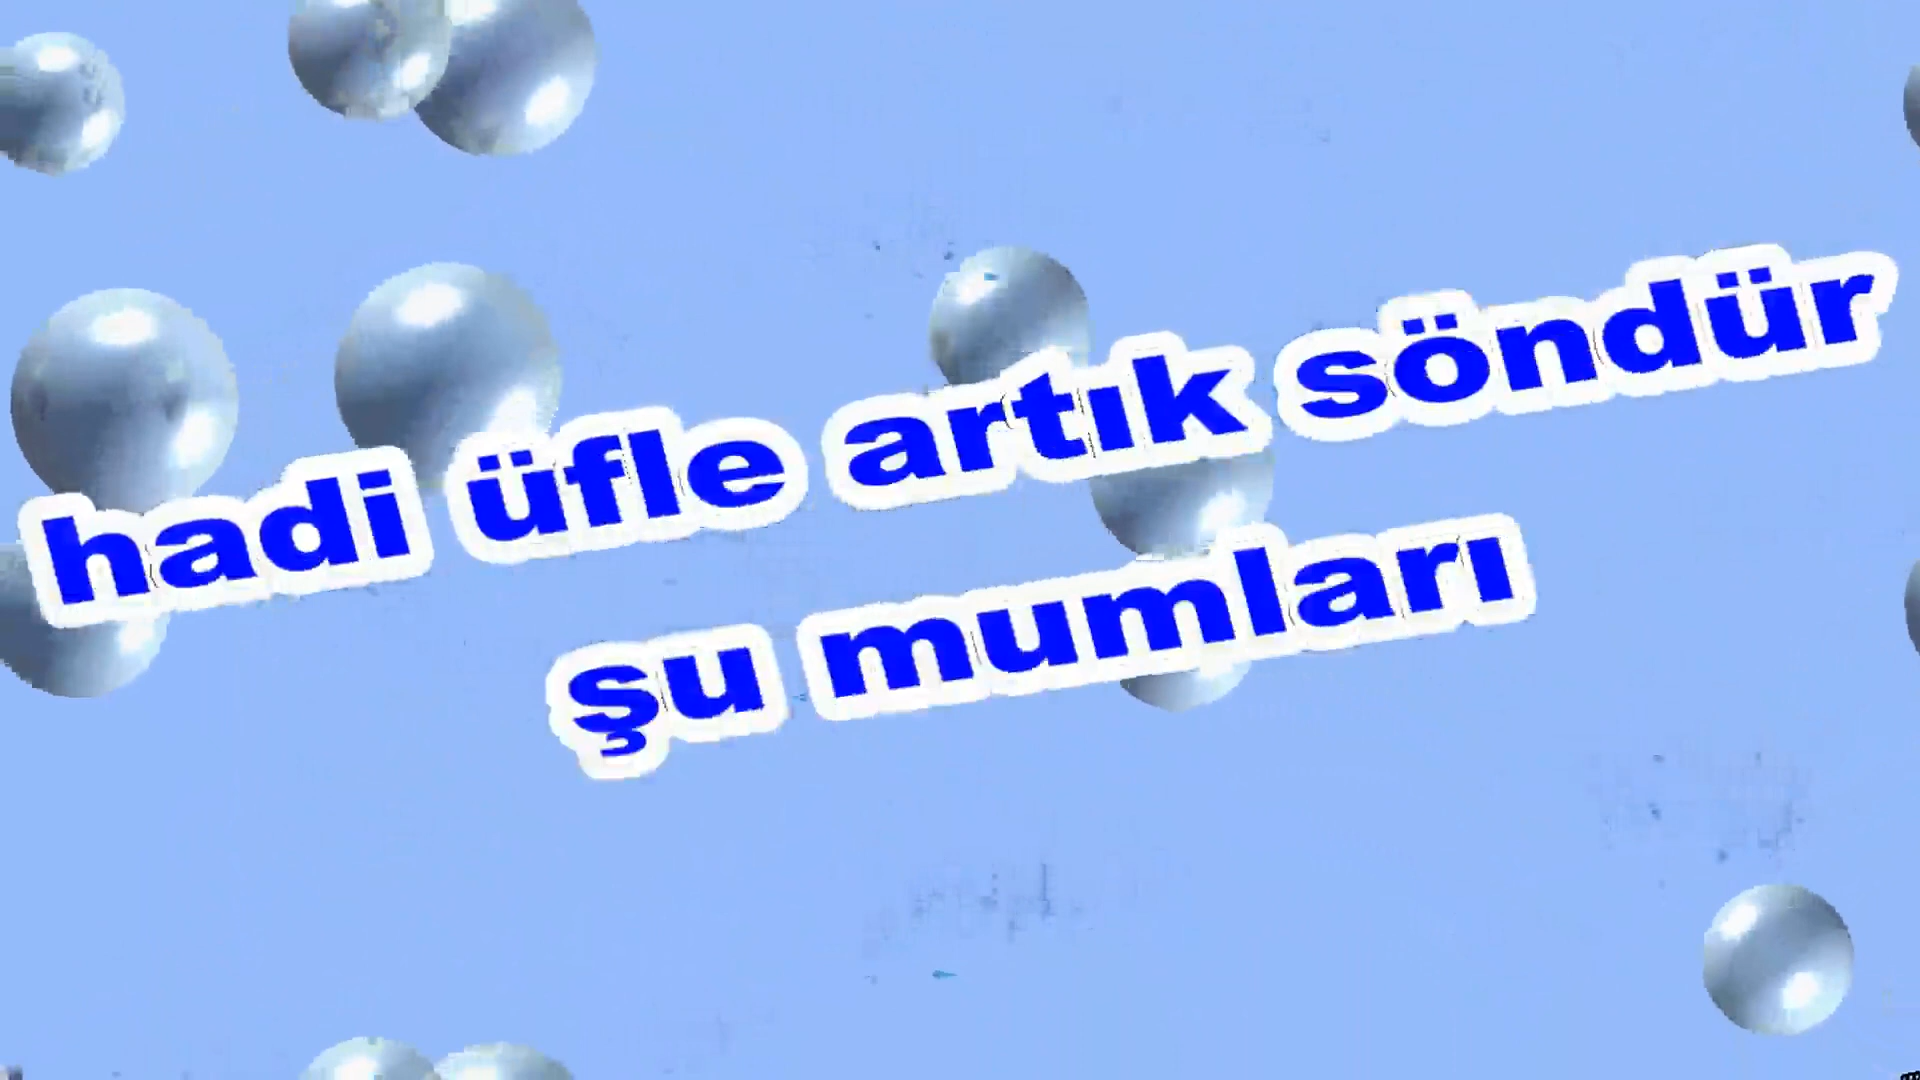 hadi üfle artık söndür
şu mumları